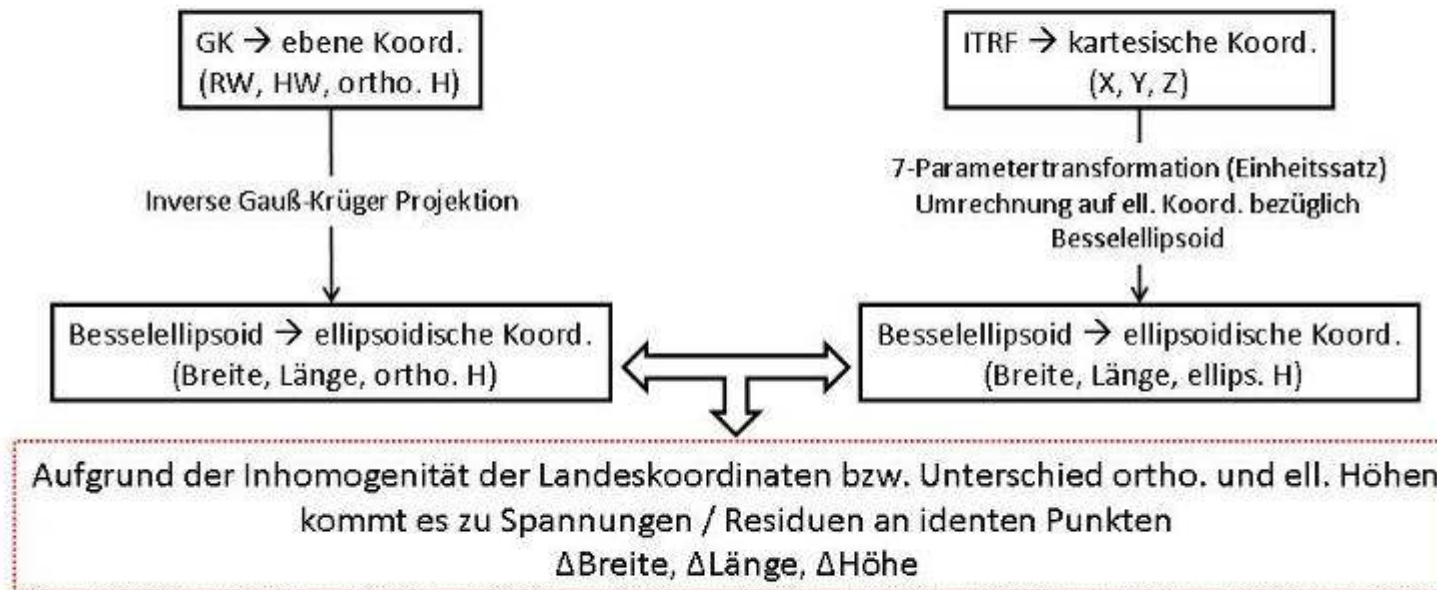 GK → ebene Koord.
(RW, HW, ortho. H)
ITRF → kartesische Koord.
(X, Y, Z)
Inverse Gauß-Krüger Projektion
7-Parametertransformation (Einheitssatz)
Umrechnung auf ell. Koord. bezüglich
Besselellipsoid
Besselellipsoid → ellipsoidische Koord.
(Breite, Länge, ortho. H)
Besselellipsoid → ellipsoidische Koord.
(Breite, Länge, ellips. H)
Aufgrund der Inhomogenität der Landeskoordinaten bzw. Unterschied ortho. und ell. Höhen
kommt es zu Spannungen / Residuen an identen Punkten
ΔBreite, ΔLänge, ΔHöhe